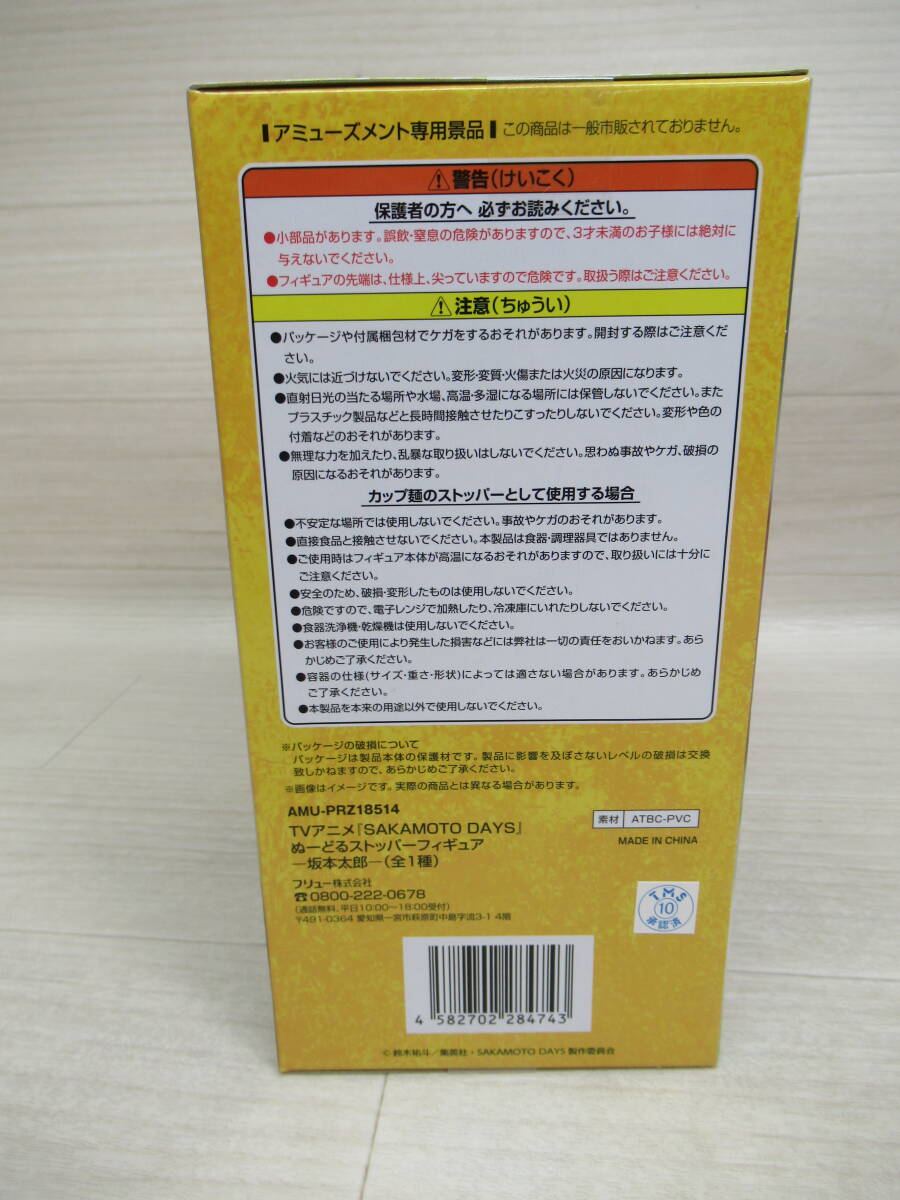 アミューズメント専用景品 この商品は一般市販されておりません。
⚠警告(けいこく)
保護者の方へ 必ずお読みください。
●小部品があります。誤飲・窒息の危険がありますので、3才未満のお子様には絶対に
与えないでください。
●フィギュアの先端は、仕様上、尖っていますので危険です。取扱う際はご注意ください。
⚠注意(ちゅうい)
●パッケージや付属梱包材でケガをするおそれがあります。開封する際はご注意くだ
さい。
●火気には近づけないでください。変形・変質・火傷または火災の原因になります。
●直射日光の当たる場所や水場、高温・多湿になる場所には保管しないでください。また
プラスチック製品などと長時間接触させたりこすったりしないでください。変形や色の
付着などのおそれがあります。
●無理な力を加えたり、乱暴な取り扱いはしないでください。思わぬ事故やケガ、破損の
原因になるおそれがあります。
カップ麺のストッパーとして使用する場合
●不安定な場所では使用しないでください。事故やケガのおそれがあります。
●直接食品と接触させないでください。本製品は食器・調理器具ではありません。
●ご使用時はフィギュア本体が高温になるおそれがありますので、取り扱いには十分に
ご注意ください。
●安全のため、破損・変形したものは使用しないでください。
●危険ですので、電子レンジで加熱したり、冷凍庫にいれたりしないでください。
●食器洗浄機・乾燥機は使用しないでください。
●お客様のご使用により発生した損害などには弊社は一切の責任をおいかねます。あら
かじめご了承ください。
●容器の仕様(サイズ・重さ・形状)によっては適さない場合があります。あらかじめ
ご了承ください。
●本製品を本来の用途以外で使用しないでください。
※パッケージの破損について
パッケージは製品本体の保護材です。製品に影響を及ぼさないレベルの破損は交換
致しかねますので、あらかじめご了承ください。
※画像はイメージです。実際の商品とは異なる場合があります。
AMU-PRZ18514
TVアニメ『SAKAMOTO DAYS』
ぬーどるストッパーフィギュア
―坂本太郎―(全1種)
素材 ATBC-PVC
MADE IN CHINA
フリュー株式会社
☎0800-222-0678
(通話無料、平日10:00〜18:00受付)
〒491-0364 愛知県一宮市萩原町中島字流3-1 4階
TMS
10
承認済
4 582702 284743
© 鈴木祐斗／集英社・SAKAMOTO DAYS 製作委員会